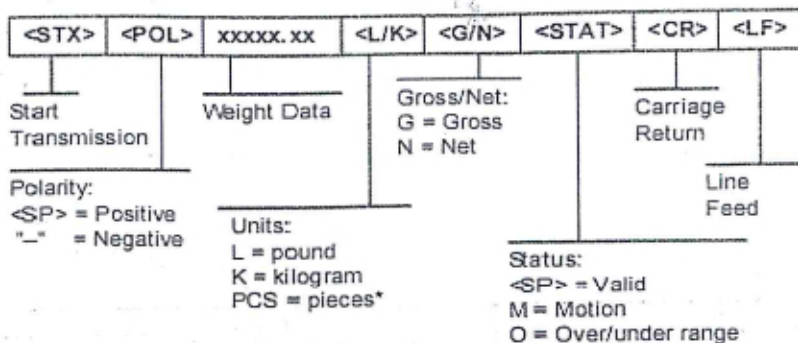 <STX> <POL> xxxxx.xx <L/K> <G/N> <STAT> <CR> <LF>
Start
Transmission
Weight Data
Gross/Net:
G = Gross
N = Net
Carriage
Return
Polarity:
<SP> = Positive
"–" = Negative
Units:
L = pound
K = kilogram
PCS = pieces*
Line
Feed
Status:
<SP> = Valid
M = Motion
O = Over/under range